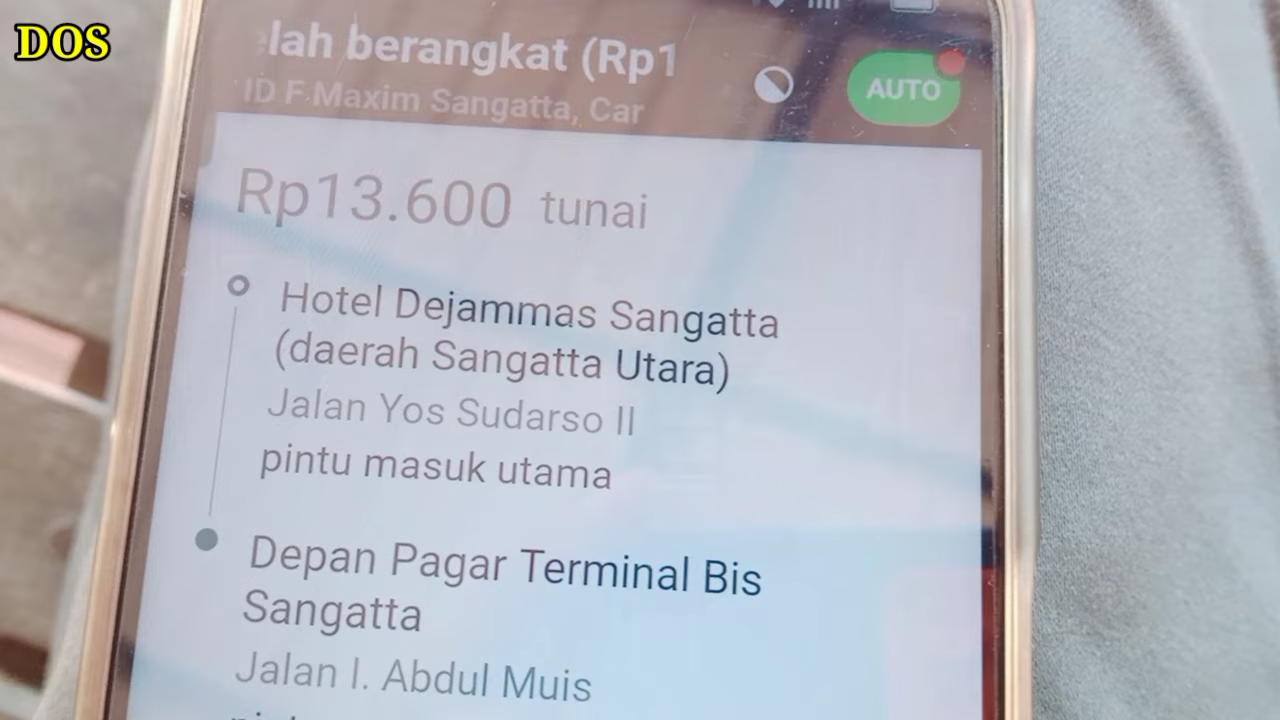 DOS
lah berangkat (Rp1
ID F.Maxim Sangatta, Car
AUTO
Rp13.600 tunai
Hotel Dejammas Sangatta
(daerah Sangatta Utara)
Jalan Yos Sudarso II
pintu masuk utama
Depan Pagar Terminal Bis
Sangatta
Jalan I. Abdul Muis